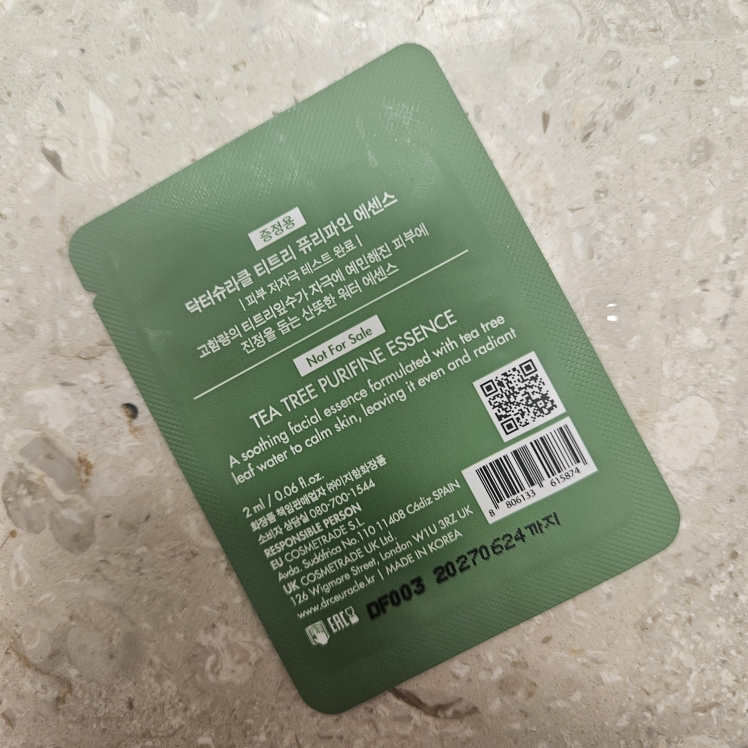 증정용
닥터슈라클 티트리 퓨리파인 에센스
| 피부 저자극 테스트 완료 |
고함량의 티트리잎수가 자극에 예민해진 피부에
진정을 돕는 산뜻한 워터 에센스
Not For Sale
TEA TREE PURIFINE ESSENCE
A soothing facial essence formulated with tea tree
leaf water to calm skin, leaving it even and radiant
2 ml / 0.06 fl.oz.
화장품 책임판매업자 ㈜이지함화장품
소비자 상담실 080-700-1544
RESPONSIBLE PERSON
EU COSMETRADE S.L
Avda. Sudáfrica No.110 11408 Cádiz SPAIN
UK COSMETRADE UK Ltd.
126 Wigmore Street, London W1U 3RZ UK
www.drceuracle.kr | MADE IN KOREA
EAC
DF003 20270624까지
8 806133 615874